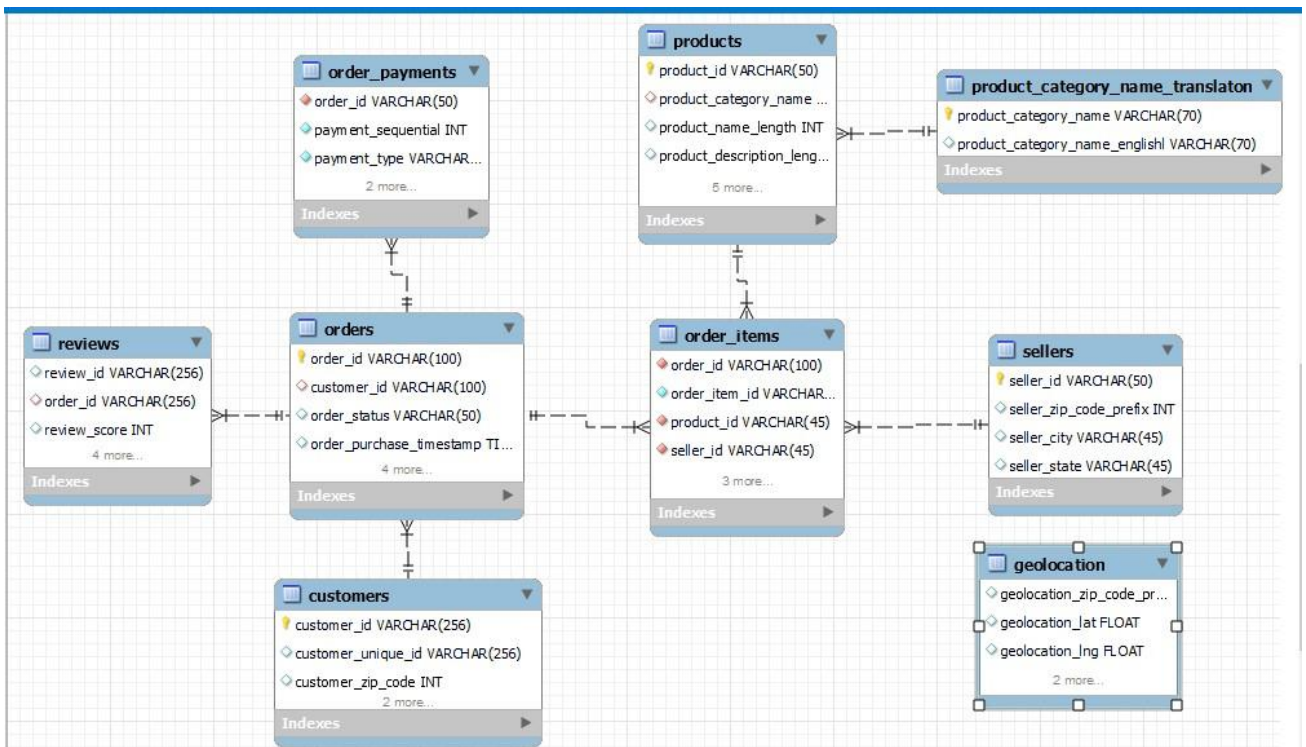 order_payments
order_id VARCHAR(50)
payment_sequential INT
payment_type VARCHAR...
2 more...
Indexes
products
product_id VARCHAR(50)
product_category_name ...
product_name_length INT
product_description_leng...
5 more...
Indexes
product_category_name_translaton
product_category_name VARCHAR(70)
product_category_name_englishl VARCHAR(70)
Indexes
reviews
review_id VARCHAR(256)
order_id VARCHAR(256)
review_score INT
4 more...
Indexes
orders
order_id VARCHAR(100)
customer_id VARCHAR(100)
order_status VARCHAR(50)
order_purchase_timestamp TI...
4 more...
Indexes
order_items
order_id VARCHAR(100)
order_item_id VARCHAR...
product_id VARCHAR(45)
seller_id VARCHAR(45)
3 more...
Indexes
sellers
seller_id VARCHAR(50)
seller_zip_code_prefix INT
seller_city VARCHAR(45)
seller_state VARCHAR(45)
Indexes
customers
customer_id VARCHAR(256)
customer_unique_id VARCHAR(256)
customer_zip_code INT
2 more...
Indexes
geolocation
geolocation_zip_code_pr...
geolocation_lat FLOAT
geolocation_lng FLOAT
2 more...